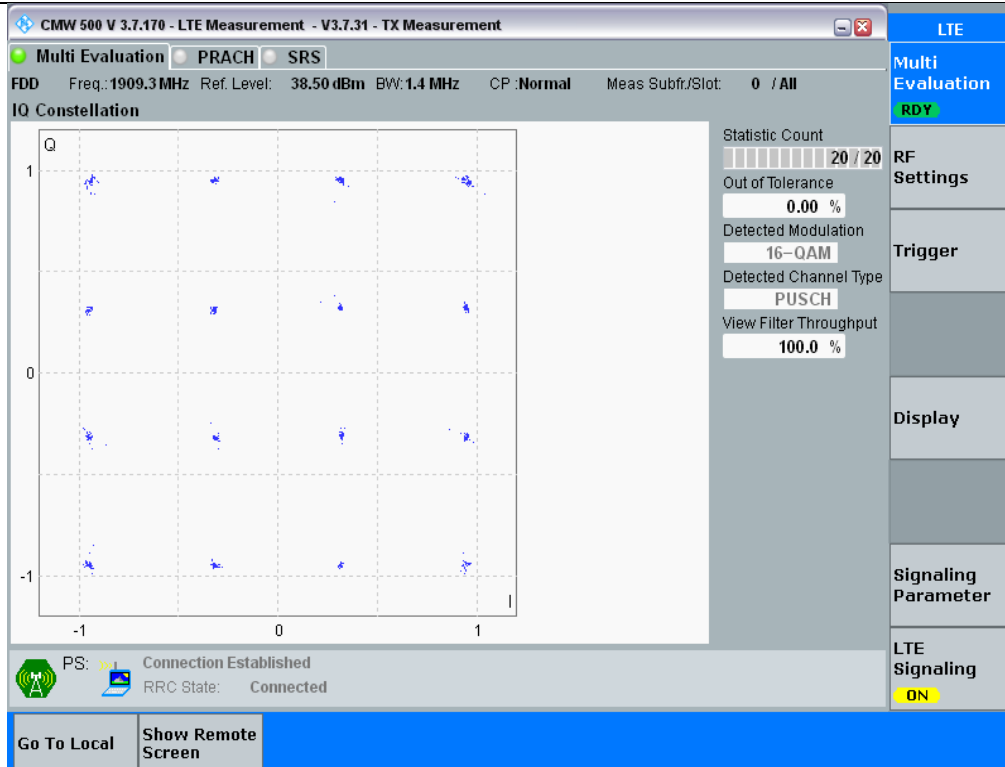 CMW 500 V 3.7.170 - LTE Measurement - V3.7.31 - TX Measurement
LTE
Multi Evaluation PRACH SRS
Multi
Evaluation
RDY
FDD Freq.: 1909.3 MHz Ref. Level: 38.50 dBm BW: 1.4 MHz CP : Normal Meas Subfr./Slot: 0 / All
IQ Constellation
Q
1
0
-1
-1 0 1
I
Statistic Count
20 / 20
Out of Tolerance
0.00 %
Detected Modulation
16-QAM
Detected Channel Type
PUSCH
View Filter Throughput
100.0 %
RF
Settings
Trigger
Display
Signaling
Parameter
LTE
Signaling
ON
PS: Connection Established
RRC State: Connected
Go To Local
Show Remote
Screen